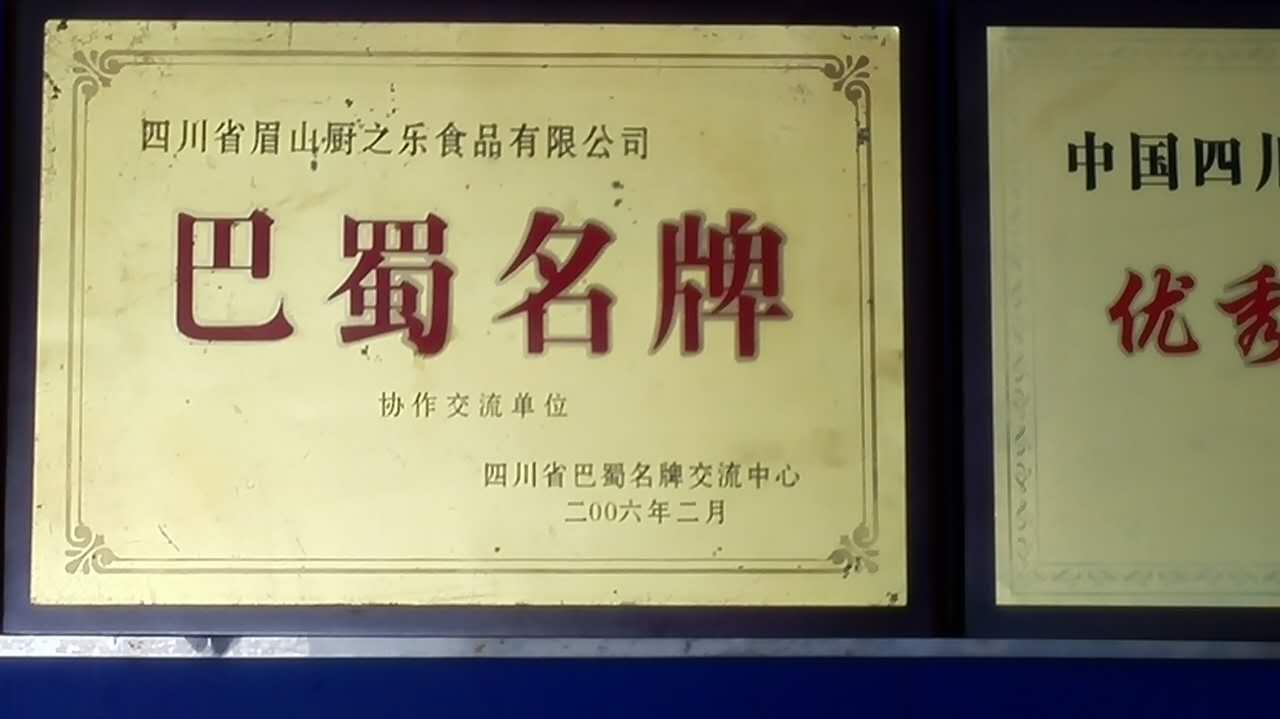 四川省眉山厨之乐食品有限公司
巴蜀名牌
协作交流单位
四川省巴蜀名牌交流中心
二00六年二月
中国四川
优秀